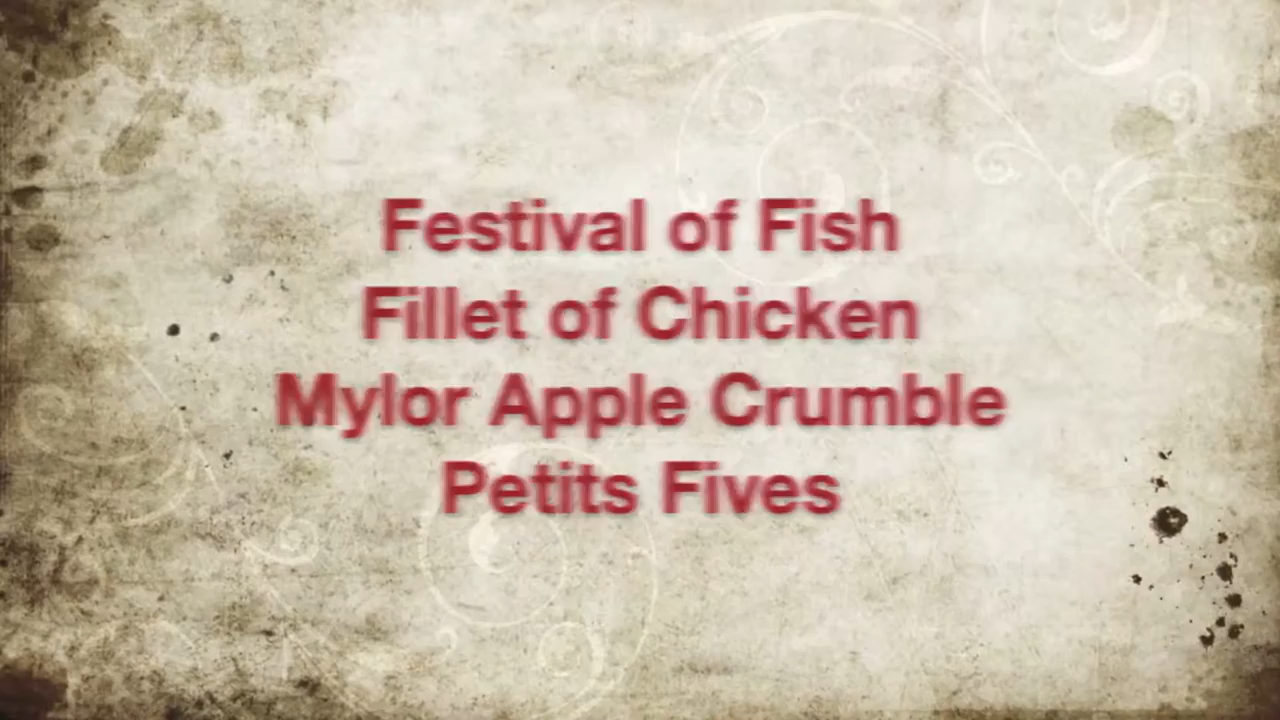 Festival of Fish
Fillet of Chicken
Mylor Apple Crumble
Petits Fives